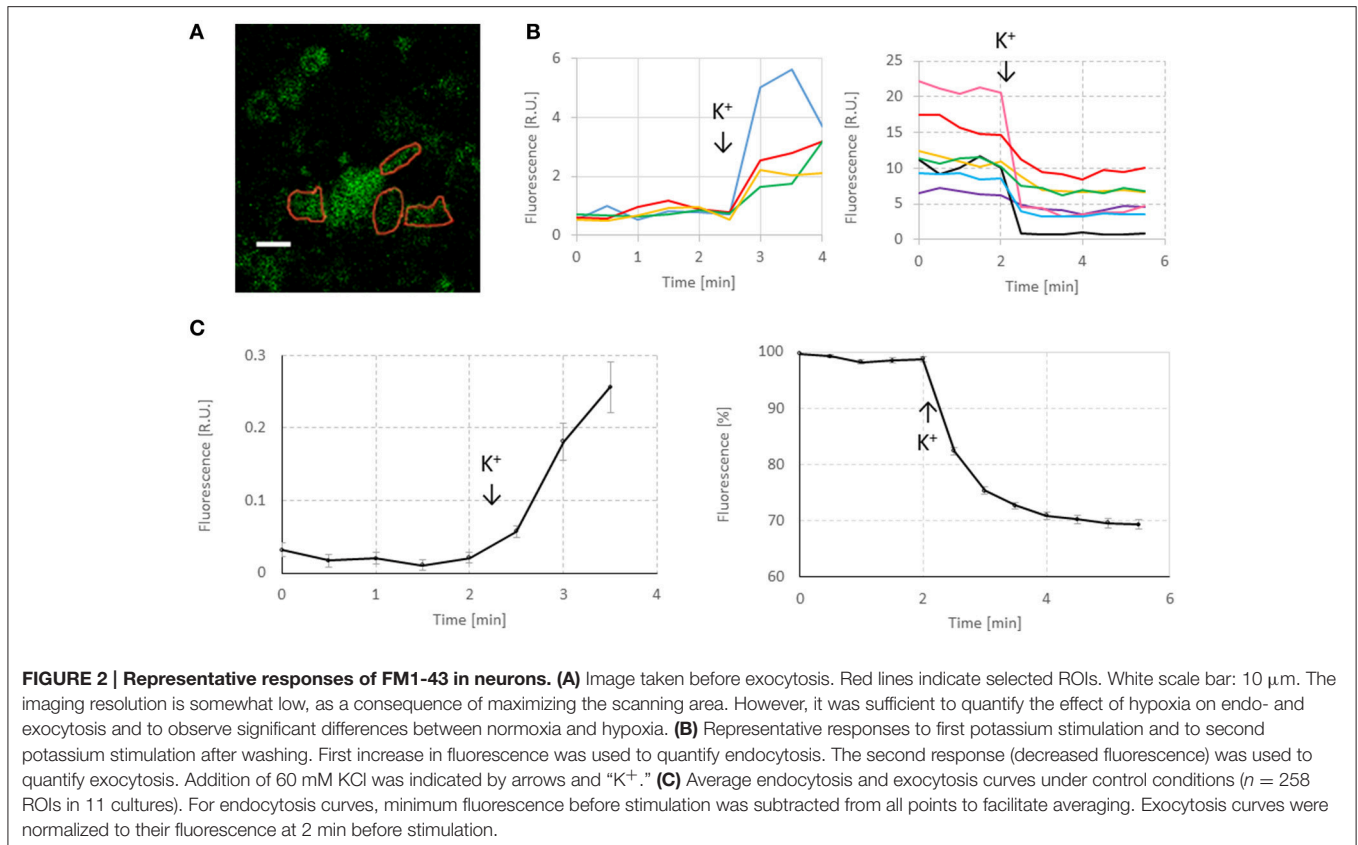 A
B
Fluorescence [R.U.]
6
4
2
0
K+
0 1 2 3 4
Time [min]
Fluorescence [R.U.]
25
20
15
10
5
0
K+
0 2 4 6
Time [min]
C
Fluorescence [R.U.]
0.3
0.2
0.1
0
K+
0 1 2 3 4
Time [min]
Fluorescence [%]
100
90
80
70
60
K+
0 2 4 6
Time [min]
FIGURE 2 | Representative responses of FM1-43 in neurons. (A) Image taken before exocytosis. Red lines indicate selected ROIs. White scale bar: 10 μm. The
imaging resolution is somewhat low, as a consequence of maximizing the scanning area. However, it was sufficient to quantify the effect of hypoxia on endo- and
exocytosis and to observe significant differences between normoxia and hypoxia. (B) Representative responses to first potassium stimulation and to second
potassium stimulation after washing. First increase in fluorescence was used to quantify endocytosis. The second response (decreased fluorescence) was used to
quantify exocytosis. Addition of 60 mM KCl was indicated by arrows and “K+.” (C) Average endocytosis and exocytosis curves under control conditions (n = 258
ROIs in 11 cultures). For endocytosis curves, minimum fluorescence before stimulation was subtracted from all points to facilitate averaging. Exocytosis curves were
normalized to their fluorescence at 2 min before stimulation.